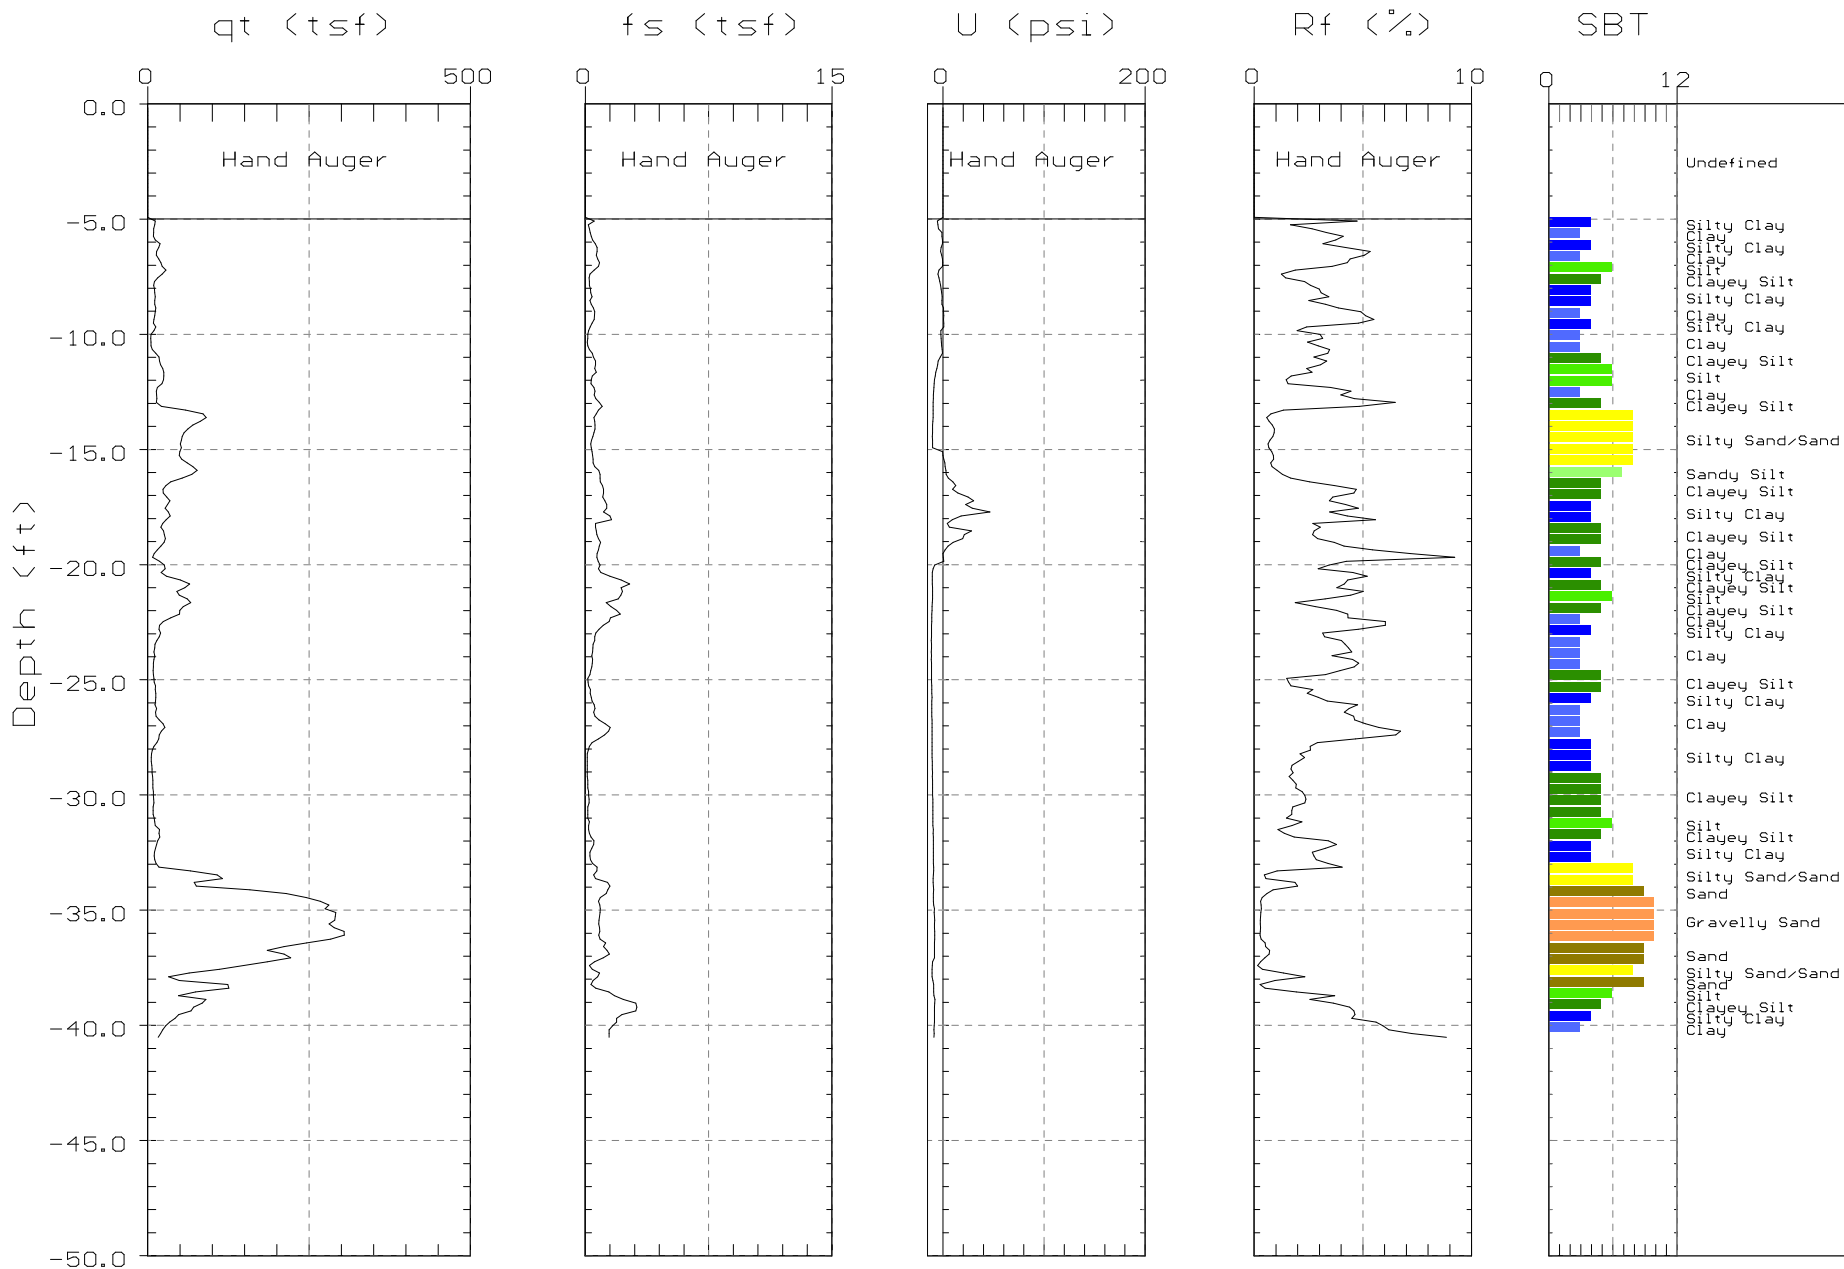 qt (tsf) fs (tsf) U (psi) Rf (%) SBT
0 500 0 15 0 200 0 10 0 12
0.0
Hand Auger Hand Auger Hand Auger Hand Auger Undefined
-5.0
Silty Clay
Clay
Silty Clay
Clay
Silt
Clayey Silt
Silty Clay
Clay
Silty Clay
-10.0
Clay
Clayey Silt
Silt
Clay
Clayey Silt
Silty Sand/Sand
-15.0
Sandy Silt
Clayey Silt
Silty Clay
Clayey Silt
Clay
-20.0
Clayey Silt
Silty Clay
Clayey Silt
Silt
Clayey Silt
Clay
Silty Clay
Clay
Depth (ft)
-25.0
Clayey Silt
Silty Clay
Clay
Silty Clay
-30.0
Clayey Silt
Silt
Clayey Silt
Silty Clay
Silty Sand/Sand
Sand
-35.0
Gravelly Sand
Sand
Silty Sand/Sand
Sand
Silt
Clayey Silt
Silty Clay
-40.0
Clay
-45.0
-50.0